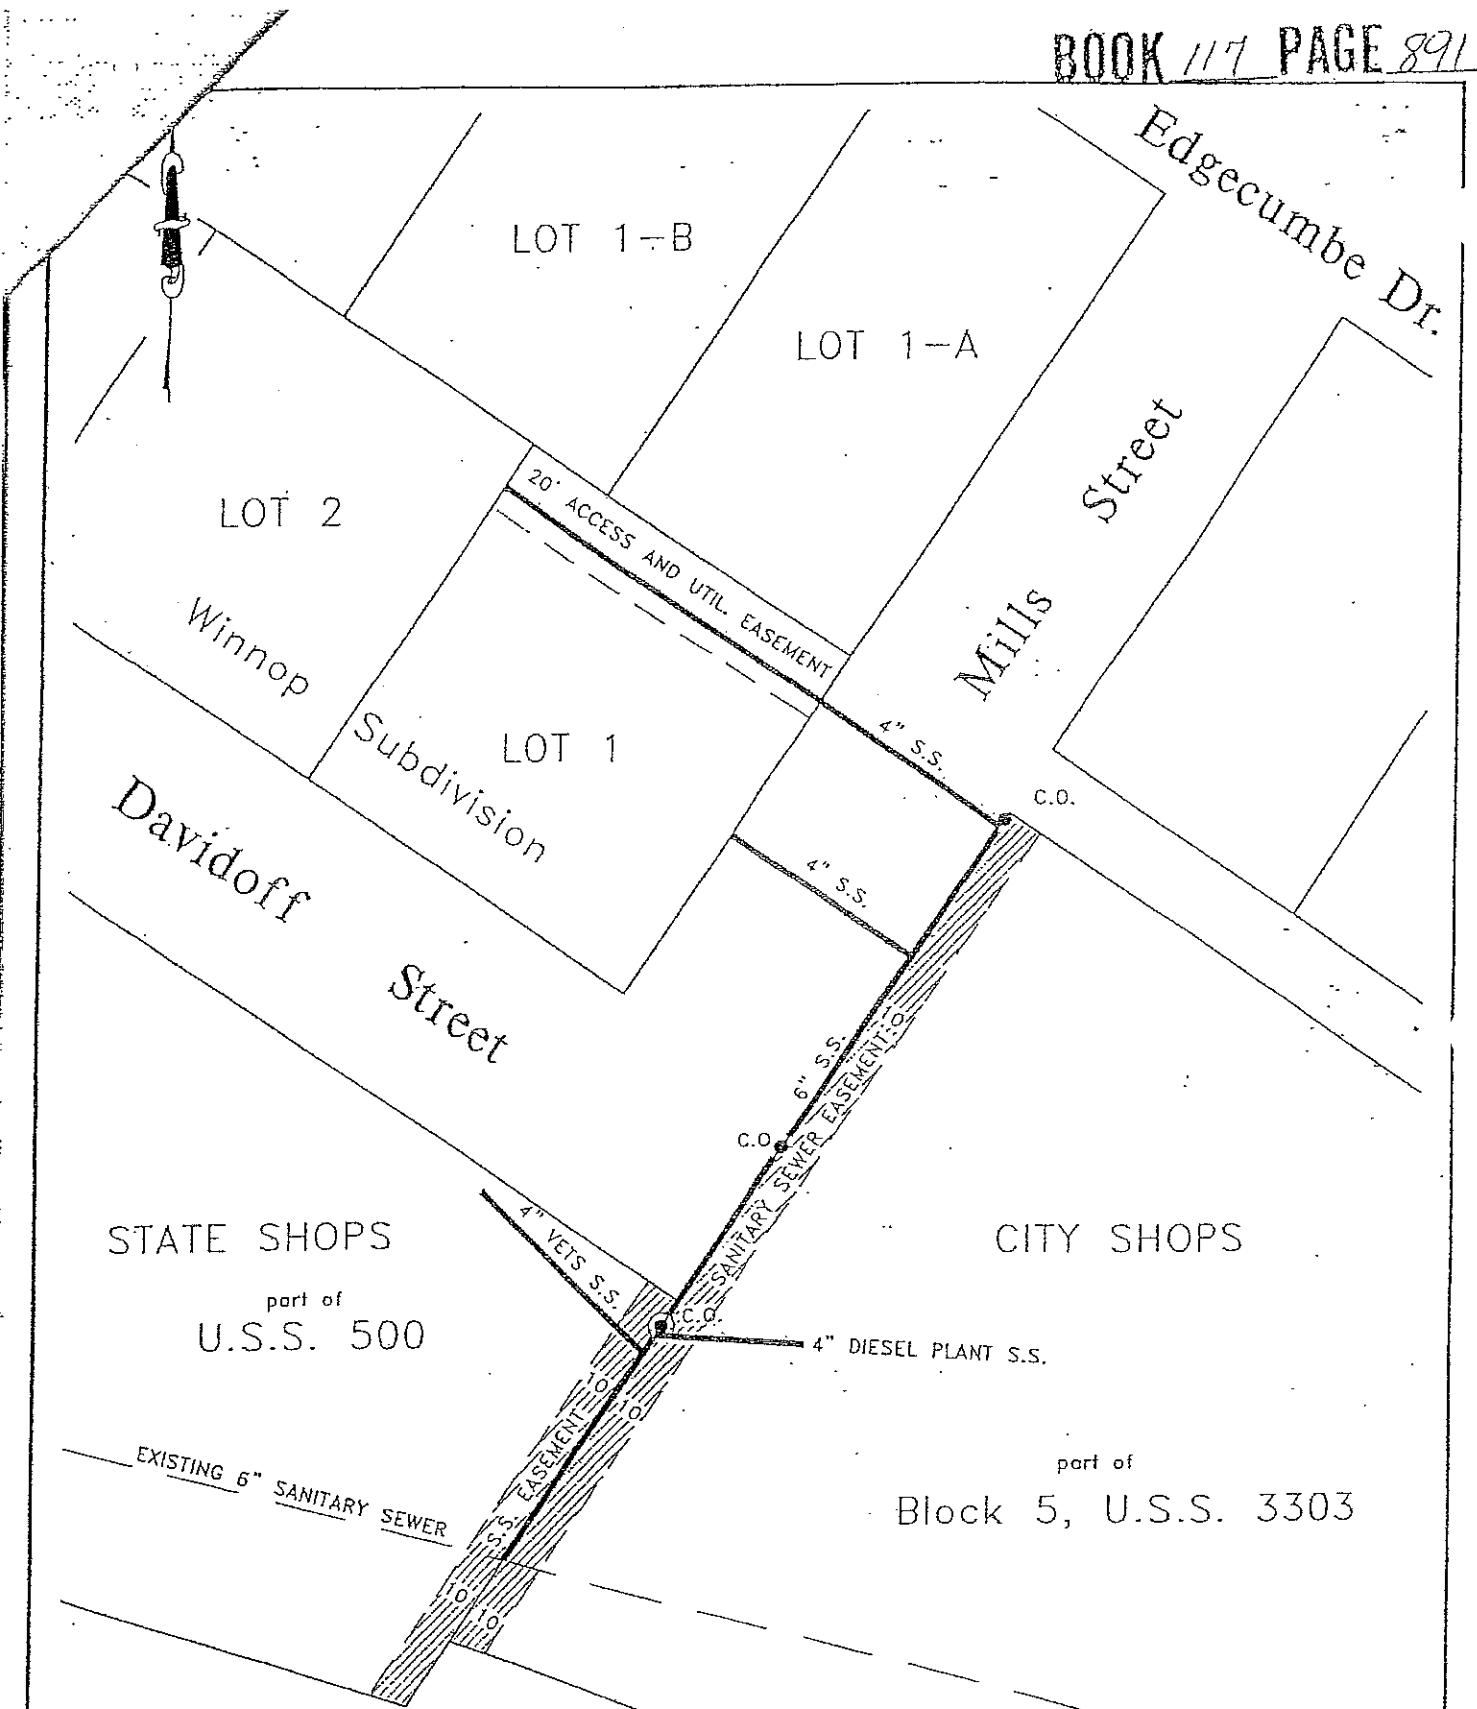 BOOK 117 PAGE 891
Edgecumbe Dr.
LOT 1-B
LOT 1-A
Mills Street
LOT 2
20' ACCESS AND UTIL. EASEMENT
Winnop
Subdivision
LOT 1
4" S.S.
C.O.
Davidoff
Street
4" S.S.
10
6" S.S.
SANITARY SEWER EASEMENT
C.O
STATE SHOPS
part of
U.S.S. 500
4" VETS S.S.
C.O.
CITY SHOPS
4" DIESEL PLANT S.S.
10
10
S.S. EASEMENT
EXISTING 6" SANITARY SEWER
part of
Block 5, U.S.S. 3303
10
10